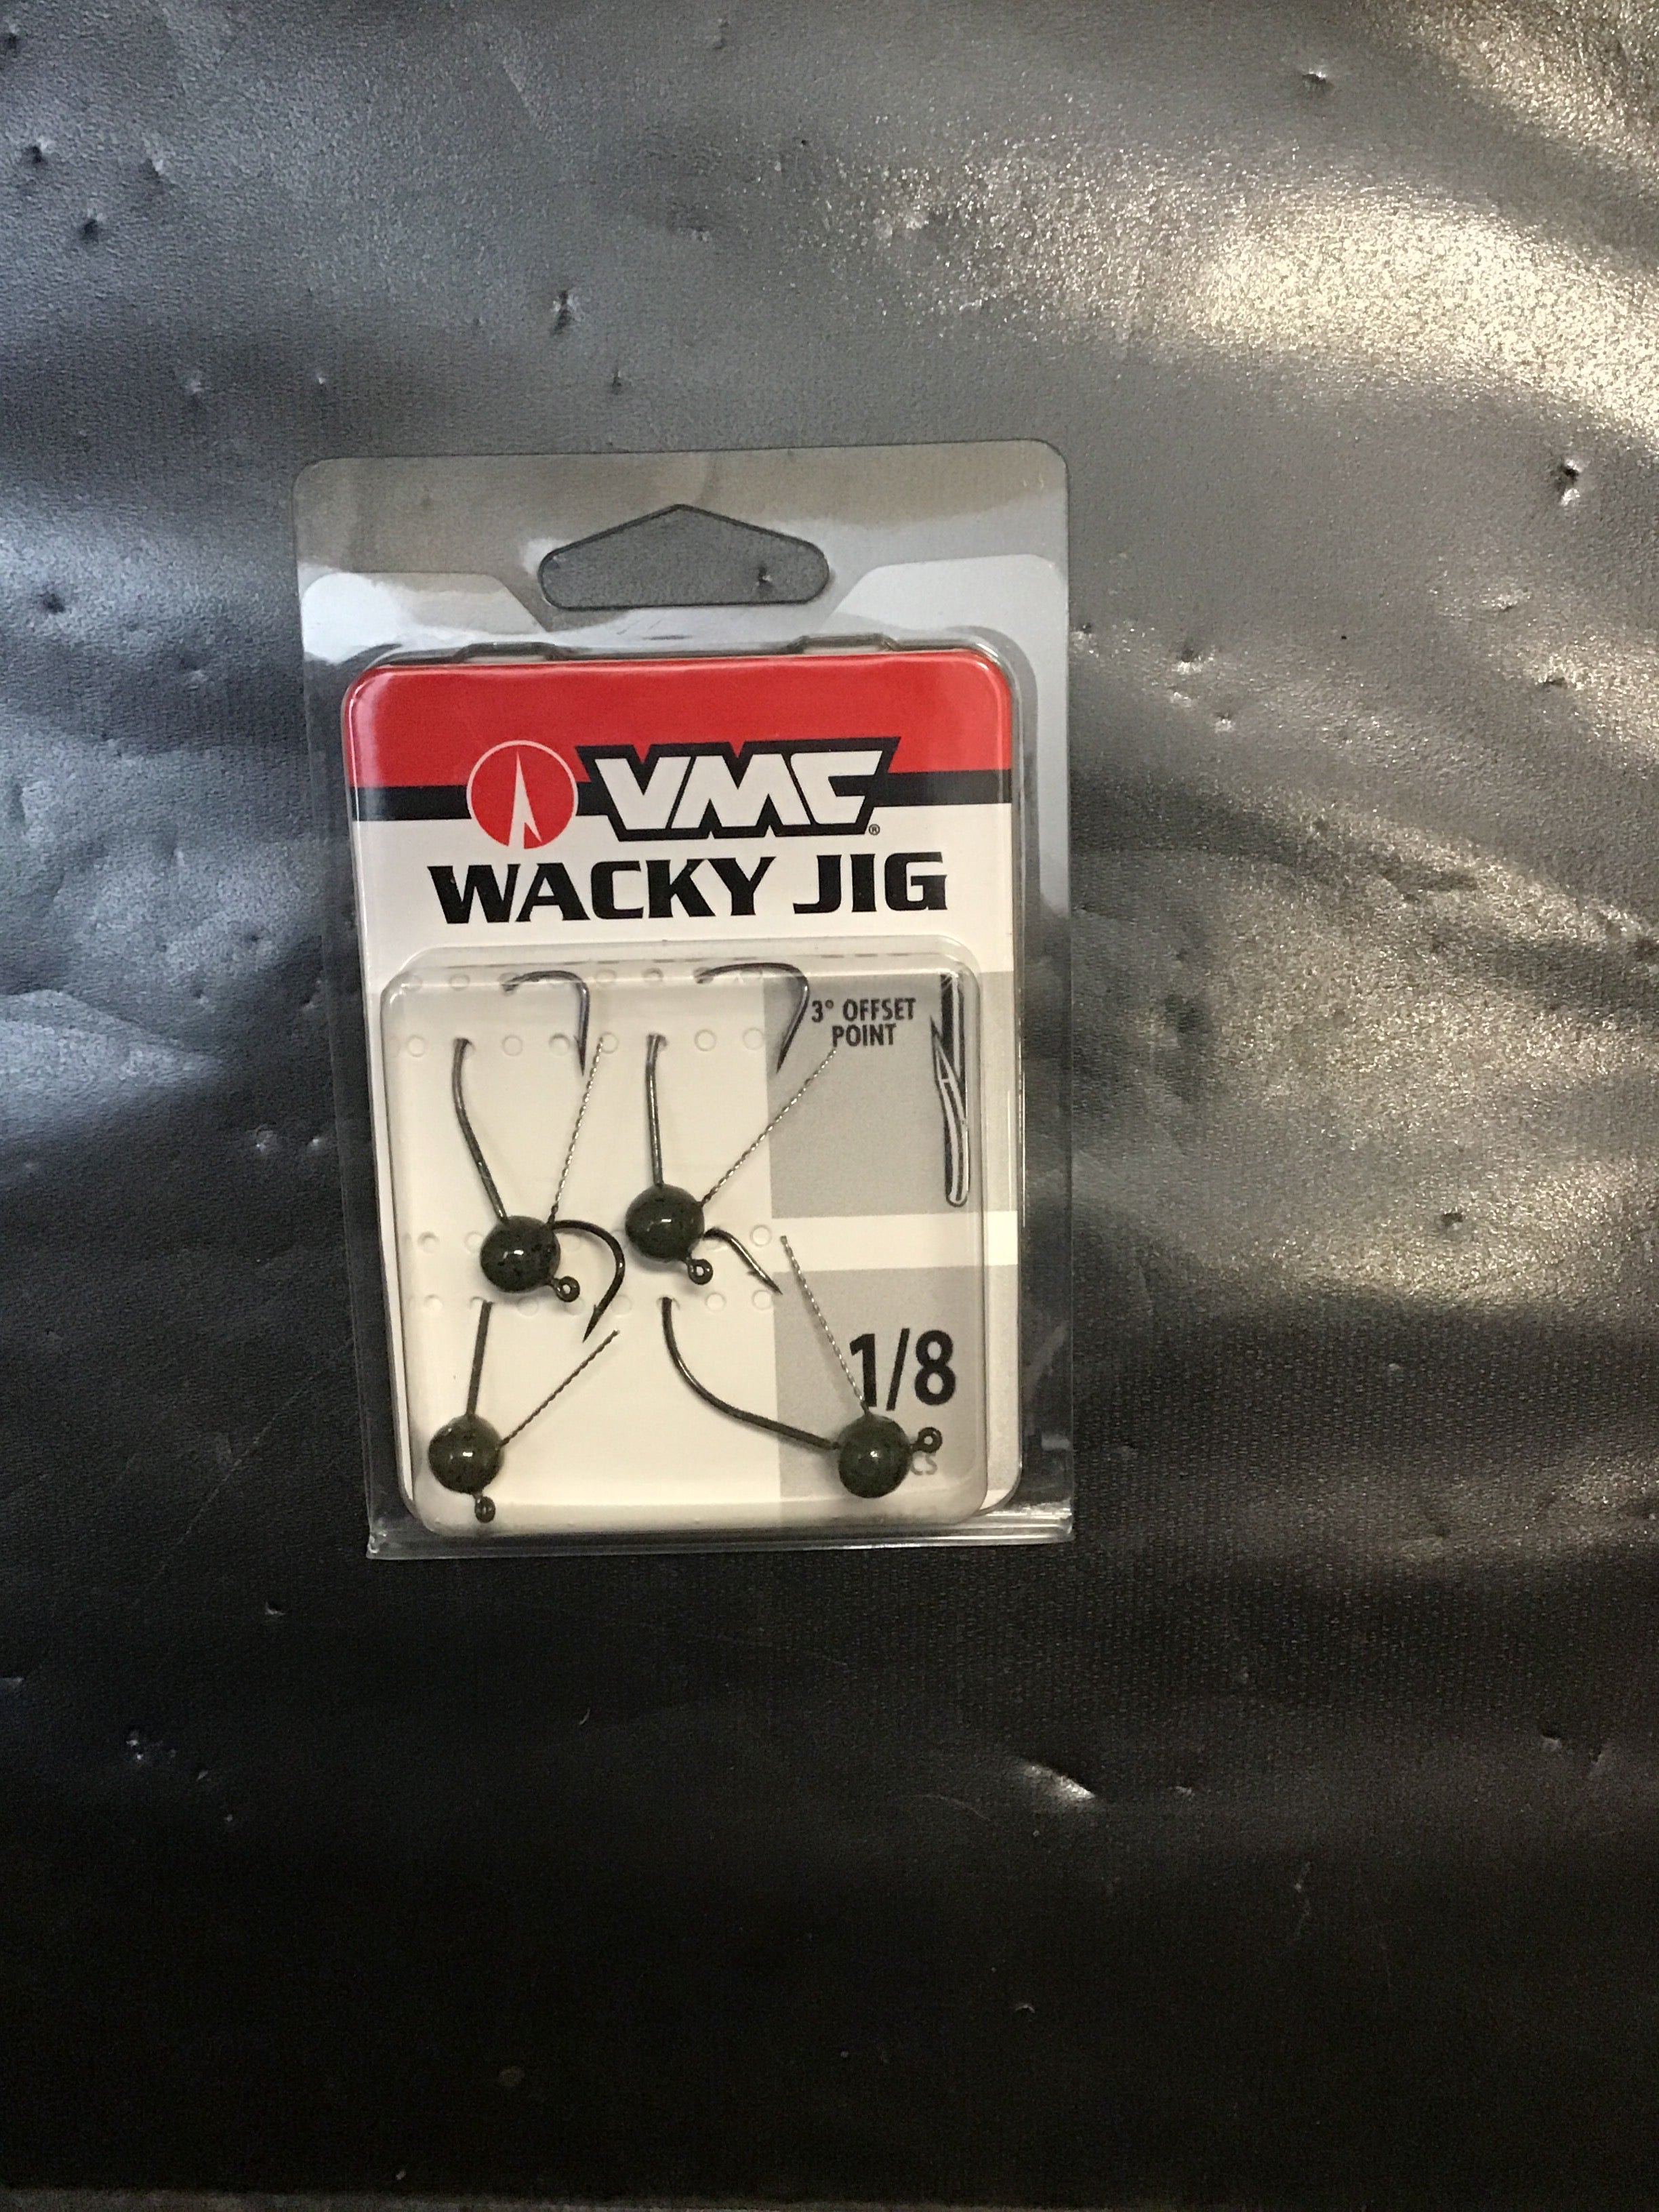 VMC®
WACKY JIG
3° OFFSET
POINT
1/8